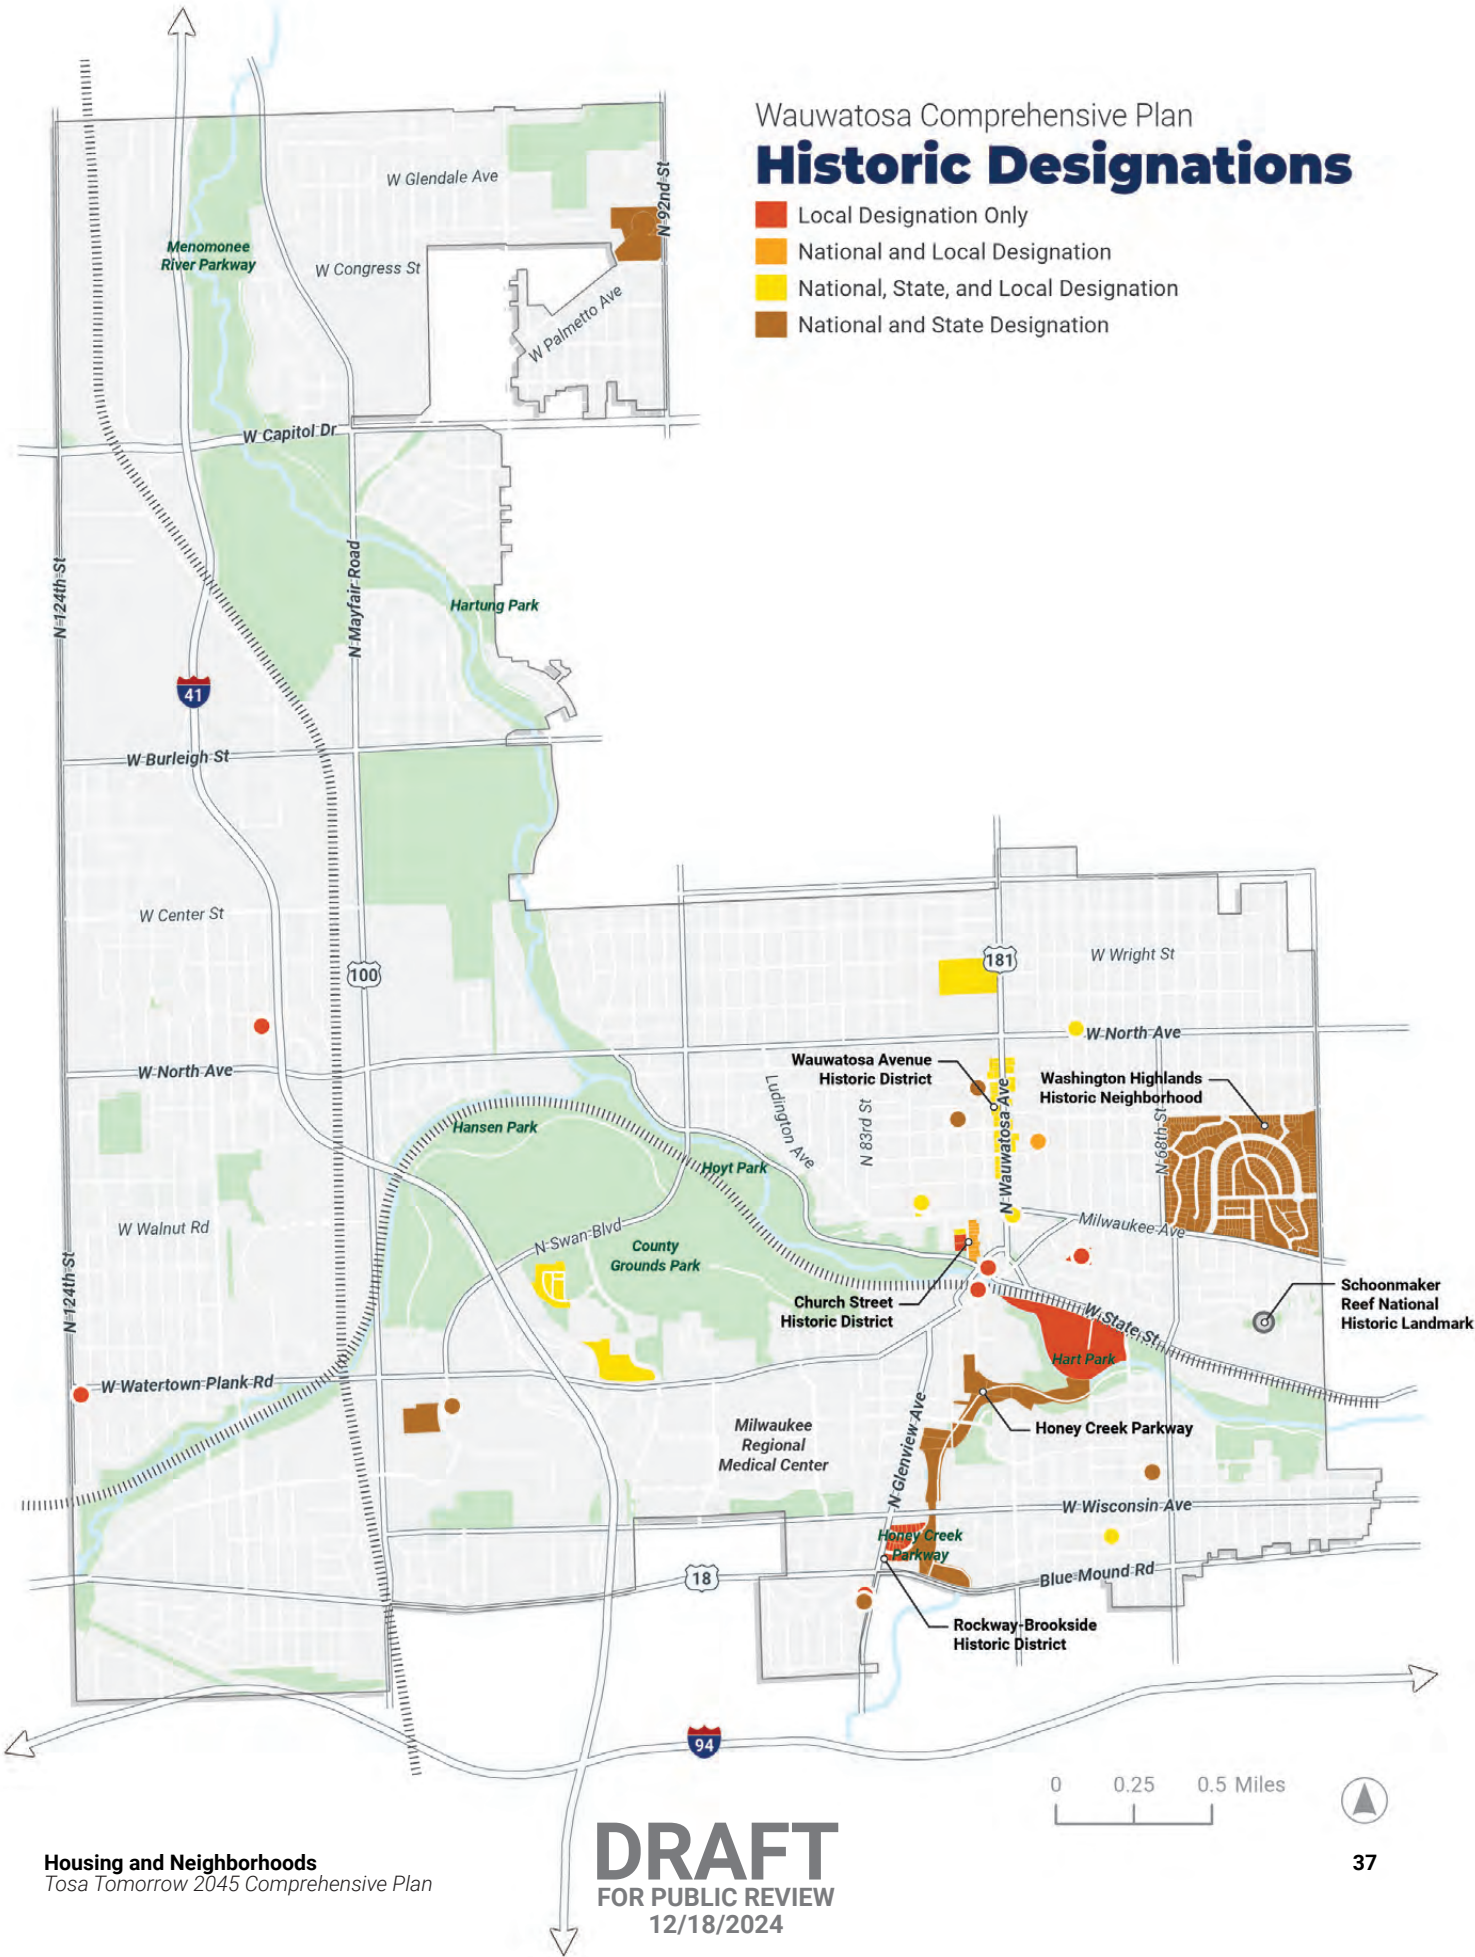 Wauwatosa Comprehensive Plan
Historic Designations
Local Designation Only
National and Local Designation
National, State, and Local Designation
National and State Designation
W Glendale Ave
N 92nd St
Menomonee
River Parkway
W Congress St
W Palmetto Ave
W Capitol Dr
N 124th St
N Mayfair Road
Hartung Park
41
W Burleigh St
W Center St
100
181
W Wright St
W North Ave
W North Ave
Wauwatosa Avenue
Historic District
Washington Highlands
Historic Neighborhood
Ludington Ave
N 83rd St
N Wauwatosa Ave
N 68th St
Hansen Park
Hoyt Park
W Walnut Rd
N Swan Blvd
County
Grounds Park
Milwaukee Ave
N 124th St
Church Street
Historic District
W State St
Schoonmaker
Reef National
Historic Landmark
Hart Park
W Watertown Plank Rd
Milwaukee
Regional
Medical Center
N Glenview Ave
Honey Creek Parkway
W Wisconsin Ave
Honey Creek
Parkway
18
Blue Mound Rd
Rockway-Brookside
Historic District
94
0 0.25 0.5 Miles
DRAFT
FOR PUBLIC REVIEW
12/18/2024
Housing and Neighborhoods
Tosa Tomorrow 2045 Comprehensive Plan
37